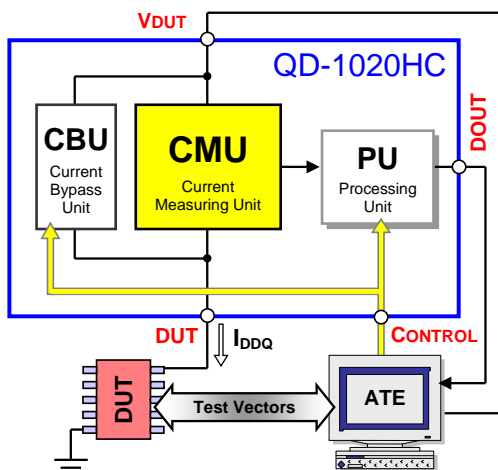 VDUT
QD-1020HC
CBU
Current
Bypass
Unit
CMU
Current
Measuring Unit
PU
Processing
Unit
DOUT
DUT
IDDQ
CONTROL
DUT
Test Vectors
ATE